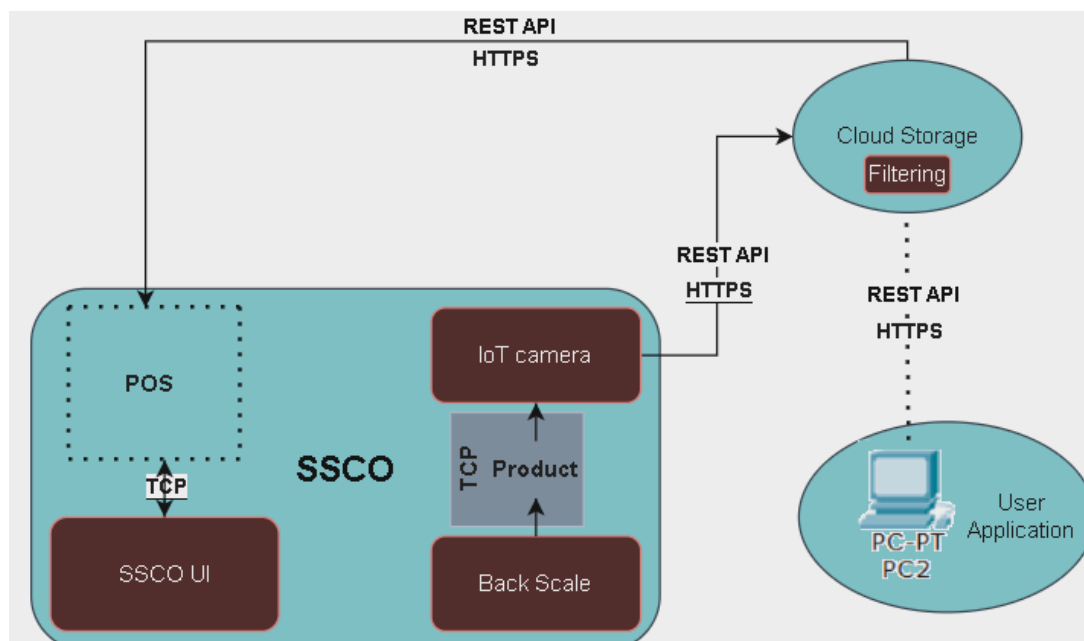 REST API
HTTPS
Cloud Storage
Filtering
REST API
HTTPS
REST API
HTTPS
IoT camera
POS
TCP
Product
SSCO
TCP
SSCO UI
Back Scale
User
Application
PC-PT
PC2